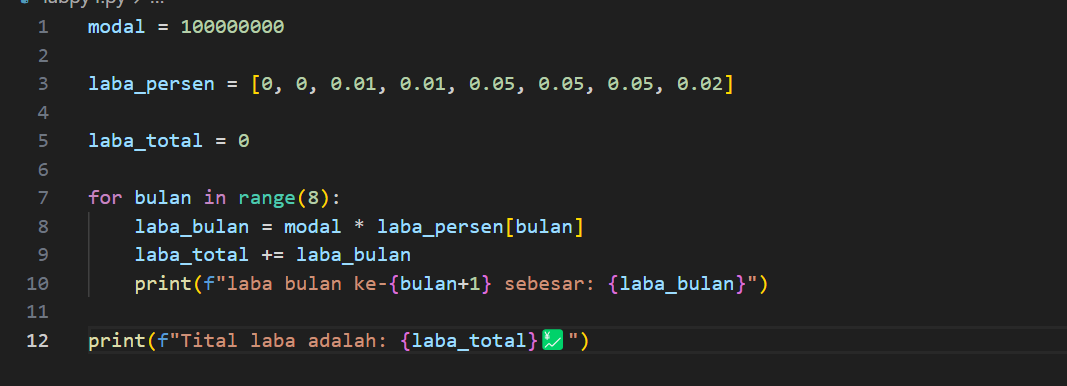 1 modal = 100000000
2
3 laba_persen = [0, 0, 0.01, 0.01, 0.05, 0.05, 0.05, 0.02]
4
5 laba_total = 0
6
7 for bulan in range(8):
8     laba_bulan = modal * laba_persen[bulan]
9     laba_total += laba_bulan
10     print(f"laba bulan ke-{bulan+1} sebesar: {laba_bulan}")
11
12 print(f"Tital laba adalah: {laba_total}💹")